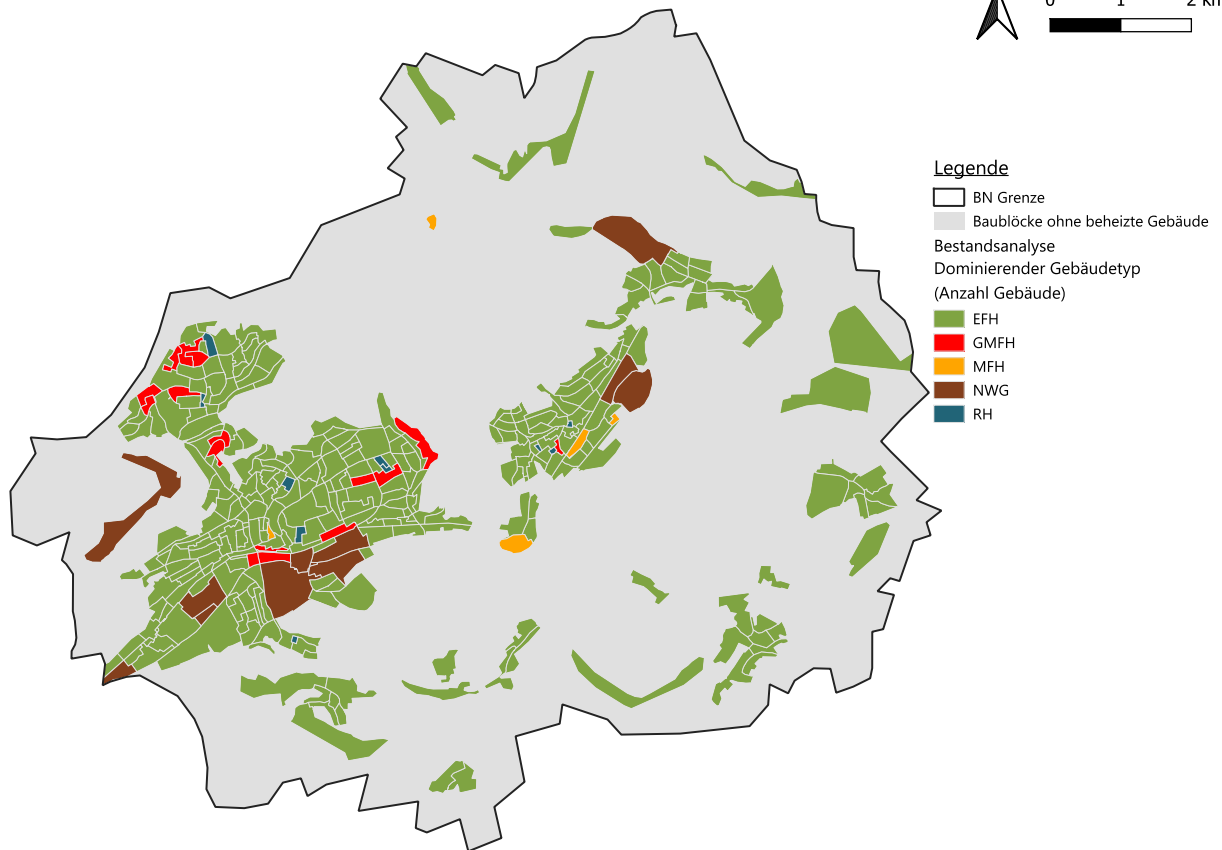 0 1 2 km
Legende
BN Grenze
Baublöcke ohne beheizte Gebäude
Bestandsanalyse
Dominierender Gebäudetyp
(Anzahl Gebäude)
EFH
GMFH
MFH
NWG
RH